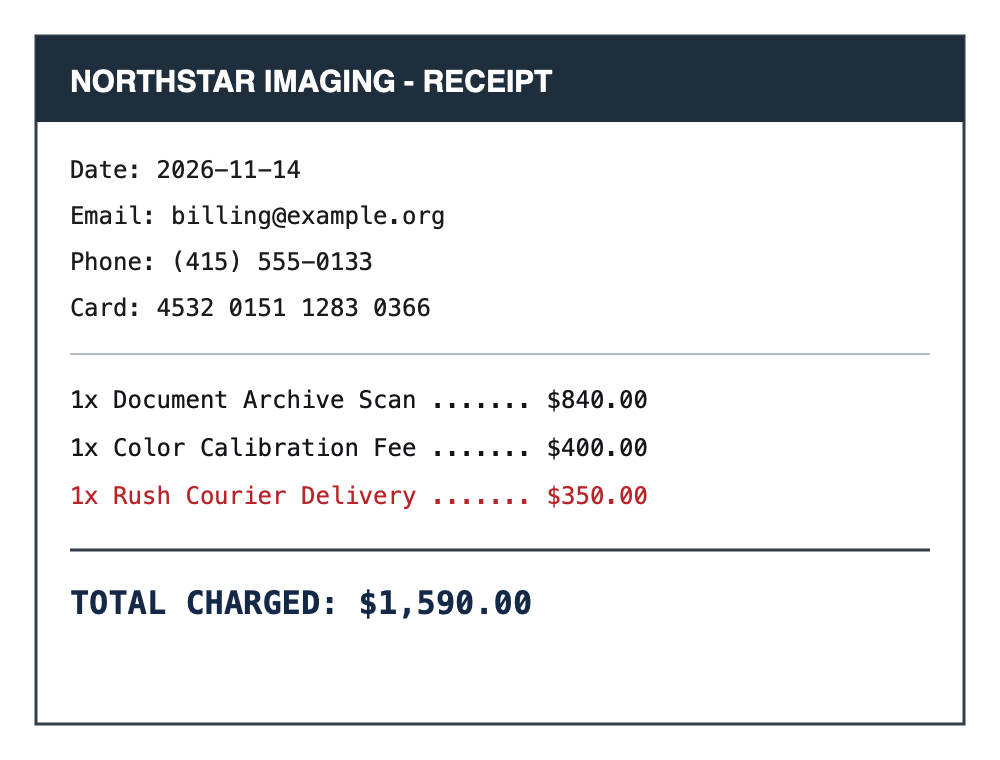 NORTHSTAR IMAGING - RECEIPT
Date: 2026-11-14
Email: billing@example.org
Phone: (415) 555-0133
Card: 4532 0151 1283 0366
1x Document Archive Scan ....... $840.00
1x Color Calibration Fee ....... $400.00
1x Rush Courier Delivery ....... $350.00
TOTAL CHARGED: $1,590.00